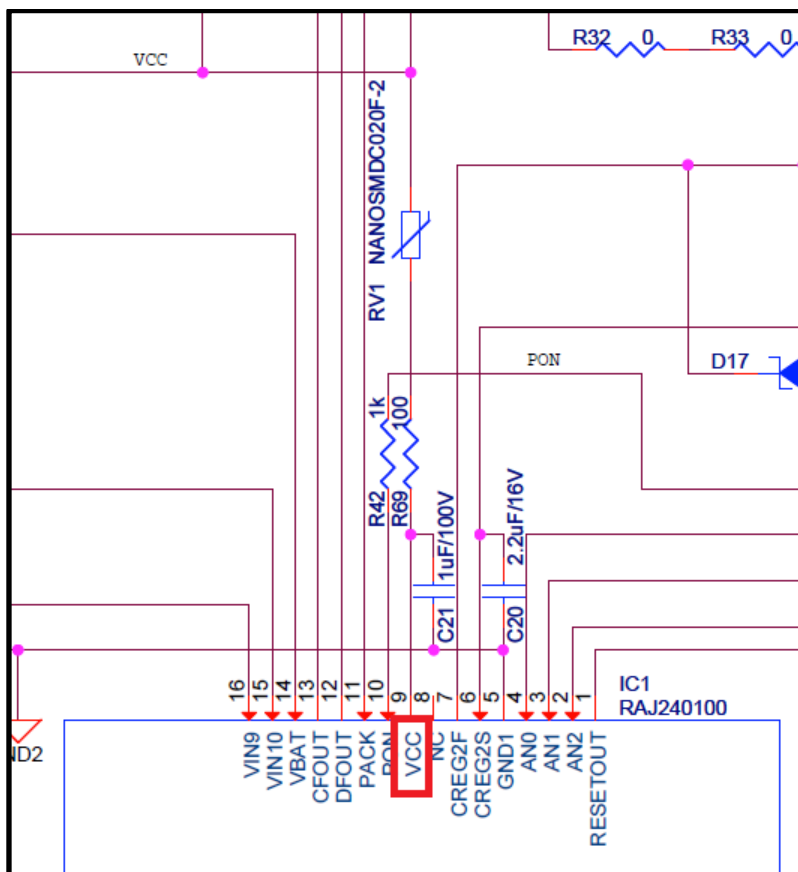 R32 0 R33 0
VCC
NANOSMDC020F-2
RV1
PON
D17
1k
100
R42
R69
1uF/100V
C21
2.2uF/16V
C20
IC1
RAJ240100
16 15 14 13 12 11 10 9 8 7 6 5 4 3 2 1
ND2
VIN9
VIN10
VBAT
CFOUT
DFOUT
PACK
PON
VCC
NC
CREG2F
CREG2S
GND1
AN0
AN1
AN2
RESETOUT